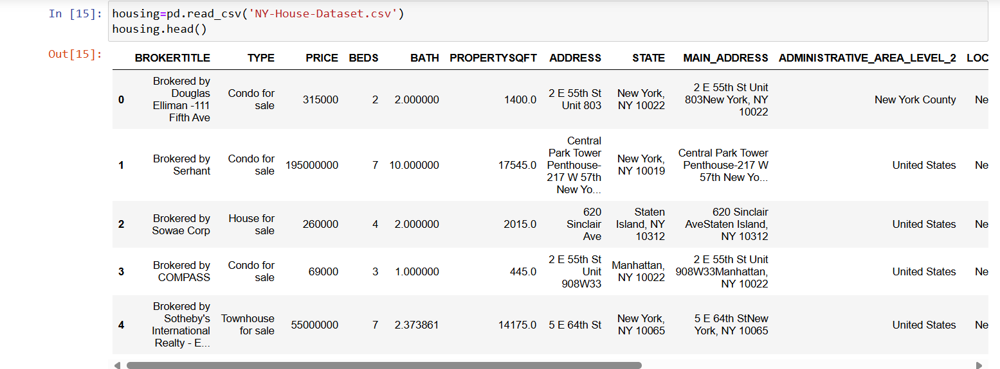 In [15]: housing=pd.read_csv('NY-House-Dataset.csv')
housing.head()
Out[15]:
BROKERTITLE TYPE PRICE BEDS BATH PROPERTYSQFT ADDRESS STATE MAIN_ADDRESS ADMINISTRATIVE_AREA_LEVEL_2 LOC
0
Brokered by
Douglas
Elliman -111
Fifth Ave
Condo for
sale
315000
2
2.000000
1400.0
2 E 55th St
Unit 803
New York,
NY 10022
2 E 55th St Unit
803New York, NY
10022
New York County
Ne
1
Brokered by
Serhant
Condo for
sale
195000000
7
10.000000
17545.0
Central
Park Tower
Penthouse-
217 W 57th
New Yo...
New York,
NY 10019
Central Park Tower
Penthouse-217 W
57th New Yo...
United States
Ne
2
Brokered by
Sowae Corp
House for
sale
260000
4
2.000000
2015.0
620
Sinclair
Ave
Staten
Island, NY
10312
620 Sinclair
AveStaten Island,
NY 10312
United States
Ne
3
Brokered by
COMPASS
Condo for
sale
69000
3
1.000000
445.0
2 E 55th St
Unit
908W33
Manhattan,
NY 10022
2 E 55th St Unit
908W33Manhattan,
NY 10022
United States
Ne
4
Brokered by
Sotheby's
International
Realty - E...
Townhouse
for sale
55000000
7
2.373861
14175.0
5 E 64th St
New York,
NY 10065
5 E 64th StNew
York, NY 10065
United States
Ne